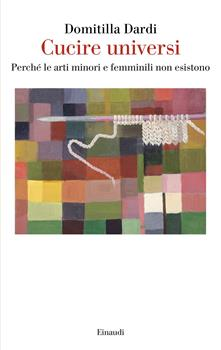 Domitilla Dardi
Cucire universi
Perché le arti minori e femminili non esistono
Einaudi